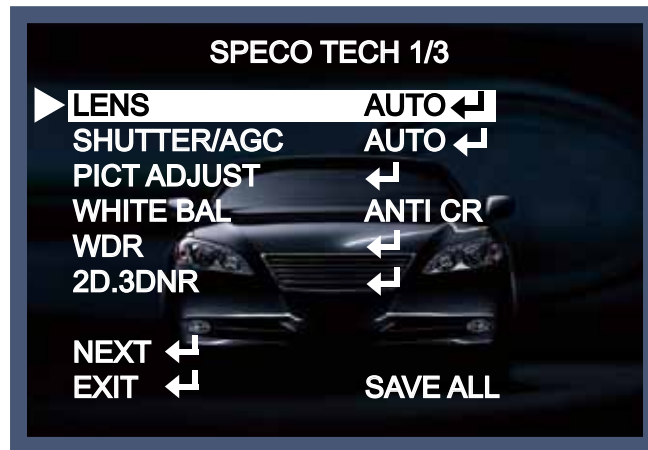 SPECO TECH 1/3
LENS AUTO
SHUTTER/AGC AUTO
PICT ADJUST
WHITE BAL ANTI CR
WDR
2D.3DNR
NEXT
EXIT SAVE ALL